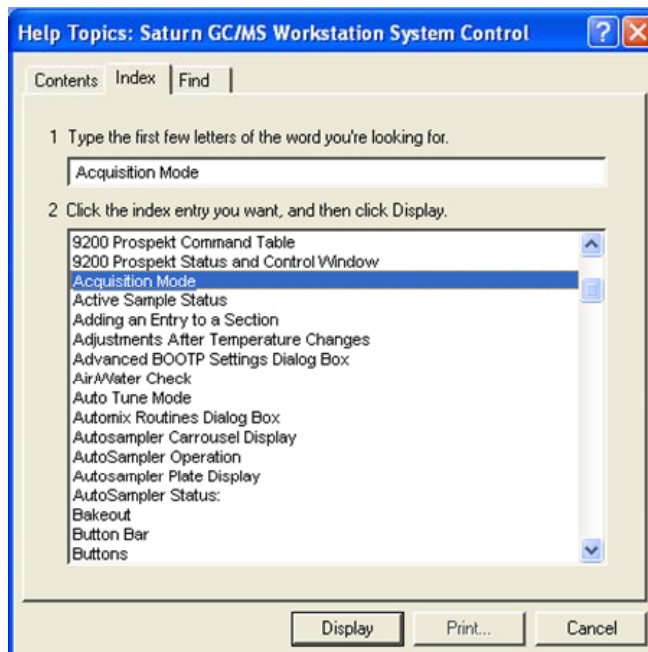 Help Topics: Saturn GC/MS Workstation System Control
Contents Index Find
1 Type the first few letters of the word you're looking for.
Acquisition Mode
2 Click the index entry you want, and then click Display.
9200 Prospekt Command Table
9200 Prospekt Status and Control Window
Acquisition Mode
Active Sample Status
Adding an Entry to a Section
Adjustments After Temperature Changes
Advanced BOOTP Settings Dialog Box
Air/Water Check
Auto Tune Mode
Automix Routines Dialog Box
Autosampler Carrousel Display
AutoSampler Operation
Autosampler Plate Display
AutoSampler Status:
Bakeout
Button Bar
Buttons
Display Print... Cancel